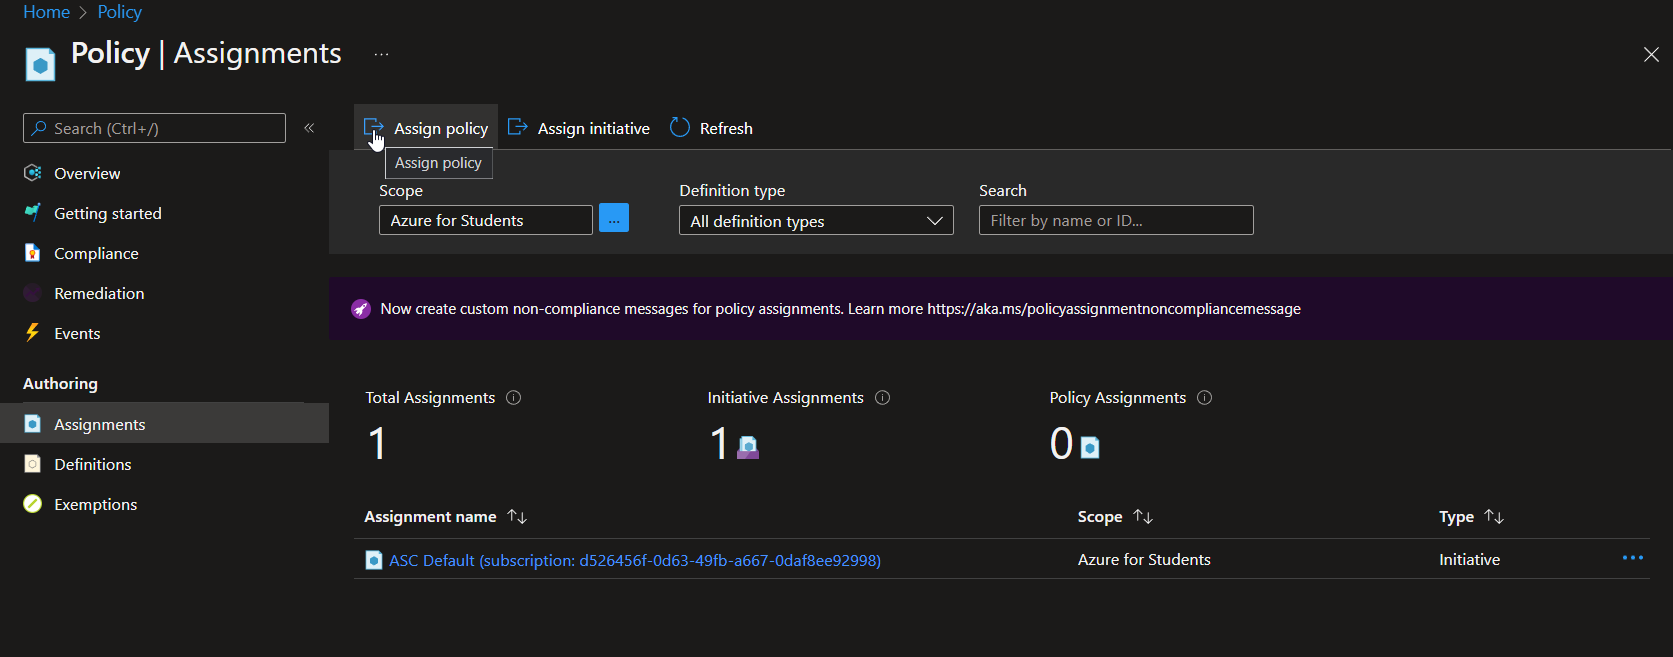 Home > Policy
Policy | Assignments ...
Search (Ctrl+/) «
Overview
Getting started
Compliance
Remediation
Events
Authoring
Assignments
Definitions
Exemptions
Assign policy Assign initiative Refresh
Assign policy
Scope Definition type Search
Azure for Students ... All definition types Filter by name or ID...
Now create custom non-compliance messages for policy assignments. Learn more https://aka.ms/policyassignmentnoncompliancemessage
Total Assignments Initiative Assignments Policy Assignments
1 1 0
Assignment name ↑↓ Scope ↑↓ Type ↑↓
ASC Default (subscription: d526456f-0d63-49fb-a667-0daf8ee92998) Azure for Students Initiative ...